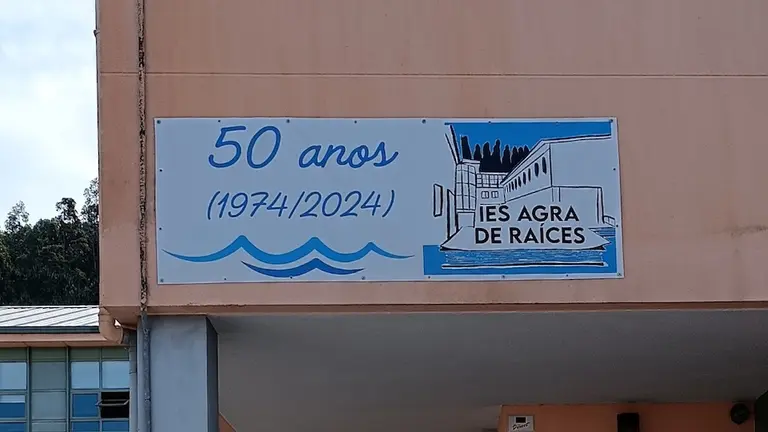 50 anos
(1974/2024)
IES AGRA
DE RAÍCES